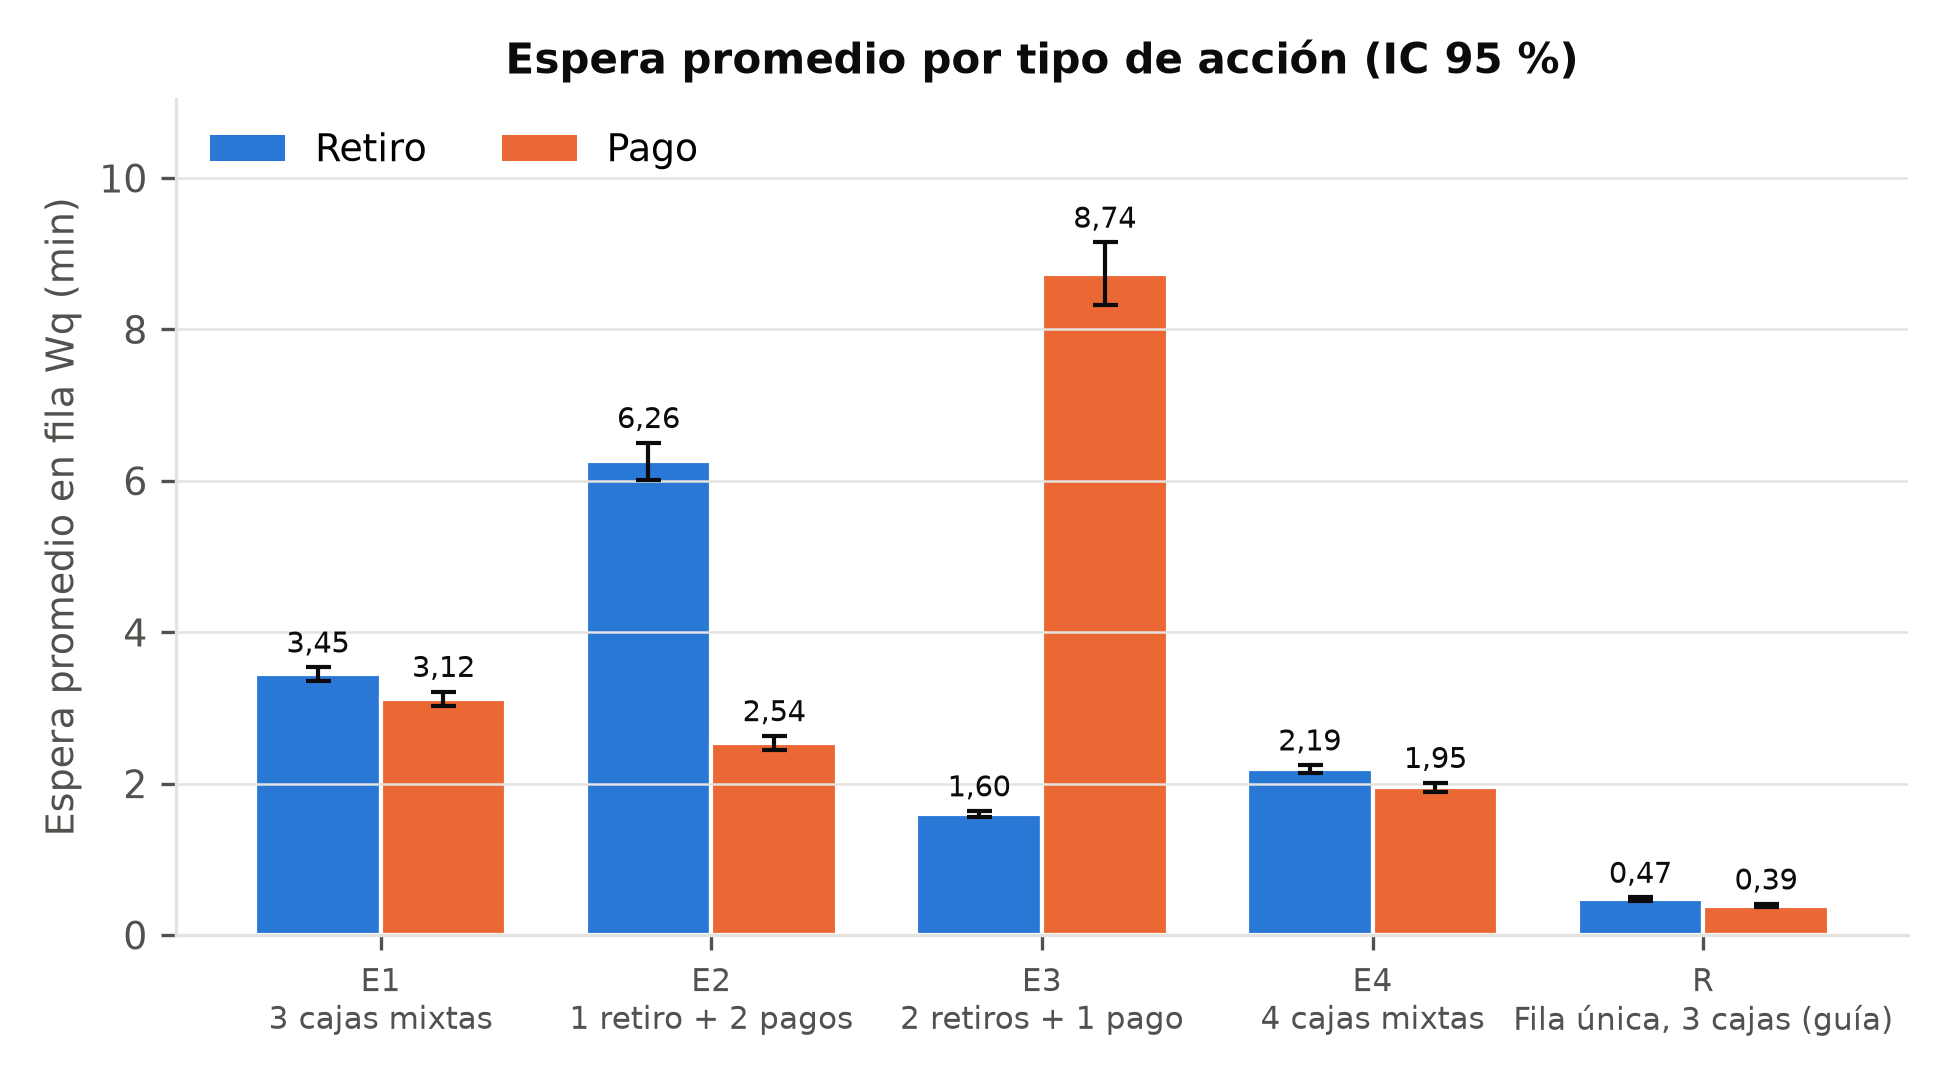 Espera promedio por tipo de acción (IC 95 %)
Retiro Pago
Espera promedio en fila Wq (min)
10
8
6
4
2
0
3,45
3,12
6,26
2,54
1,60
8,74
2,19
1,95
0,47
0,39
E1
3 cajas mixtas
E2
1 retiro + 2 pagos
E3
2 retiros + 1 pago
E4
4 cajas mixtas
R
Fila única, 3 cajas (guía)